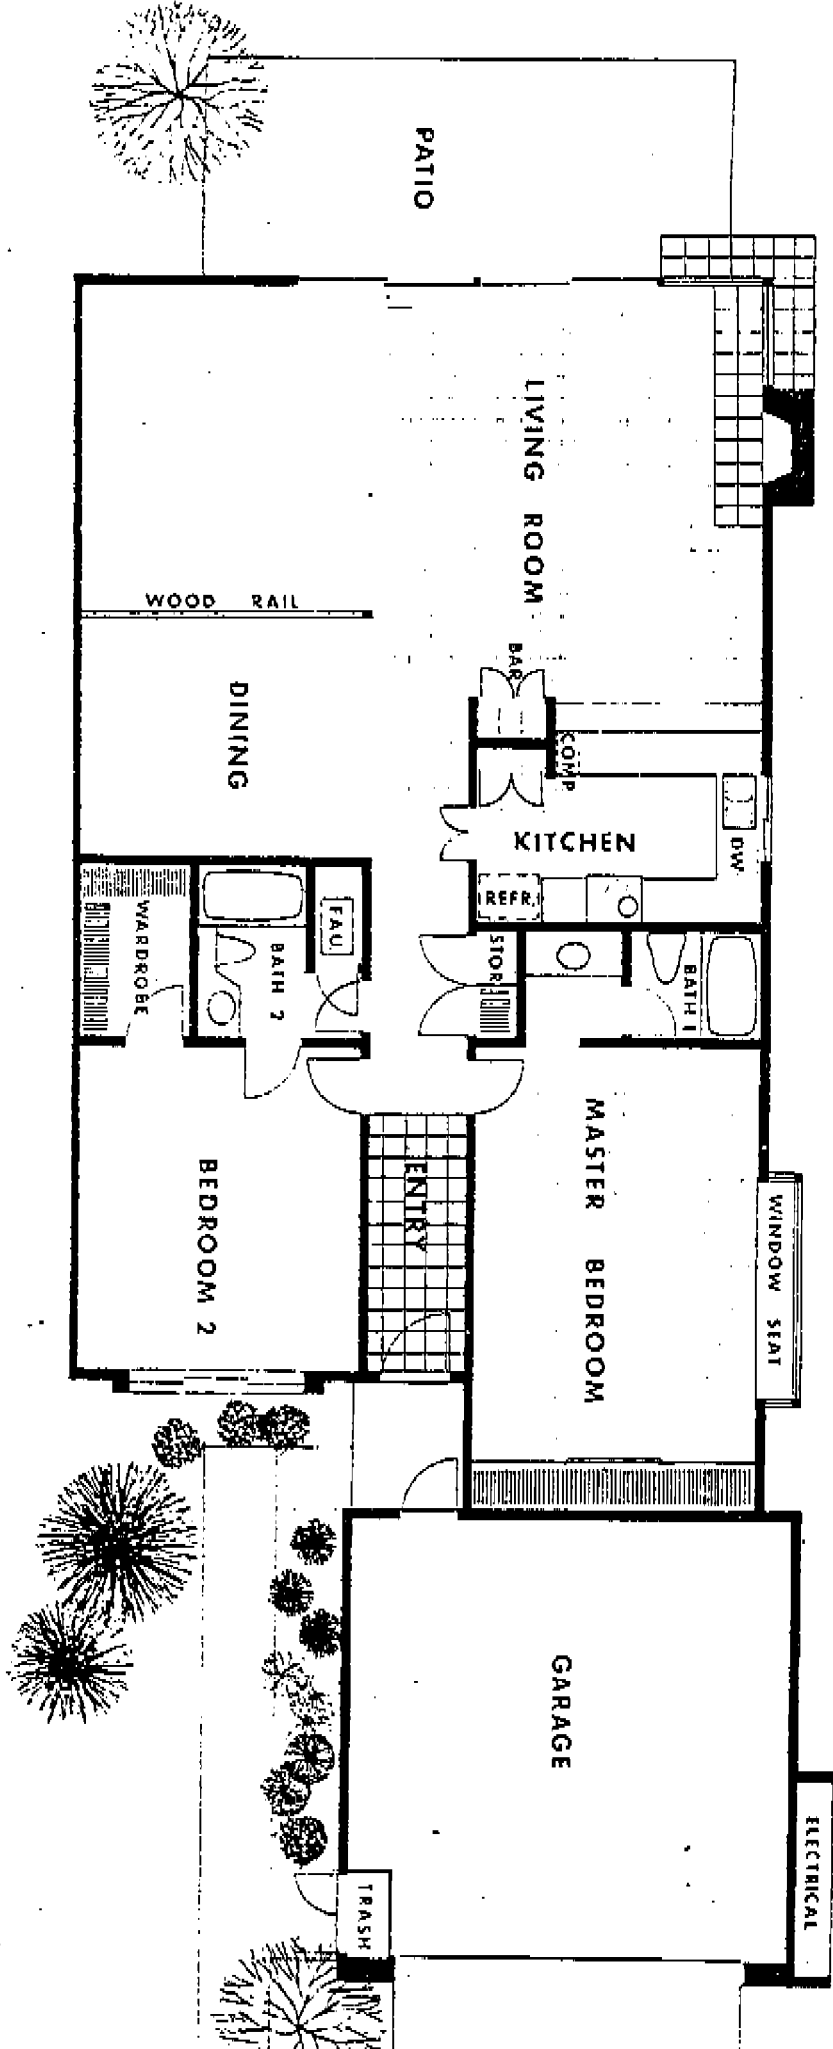 PATIO
LIVING ROOM
WOOD RAIL
BAR
DINING
COMP
KITCHEN
DW
REFR.
WARDROBE
FAU
BATH 2
STOR
BATH 1
MASTER BEDROOM
ENTRY
BEDROOM 2
WINDOW SEAT
GARAGE
ELECTRICAL
TRASH